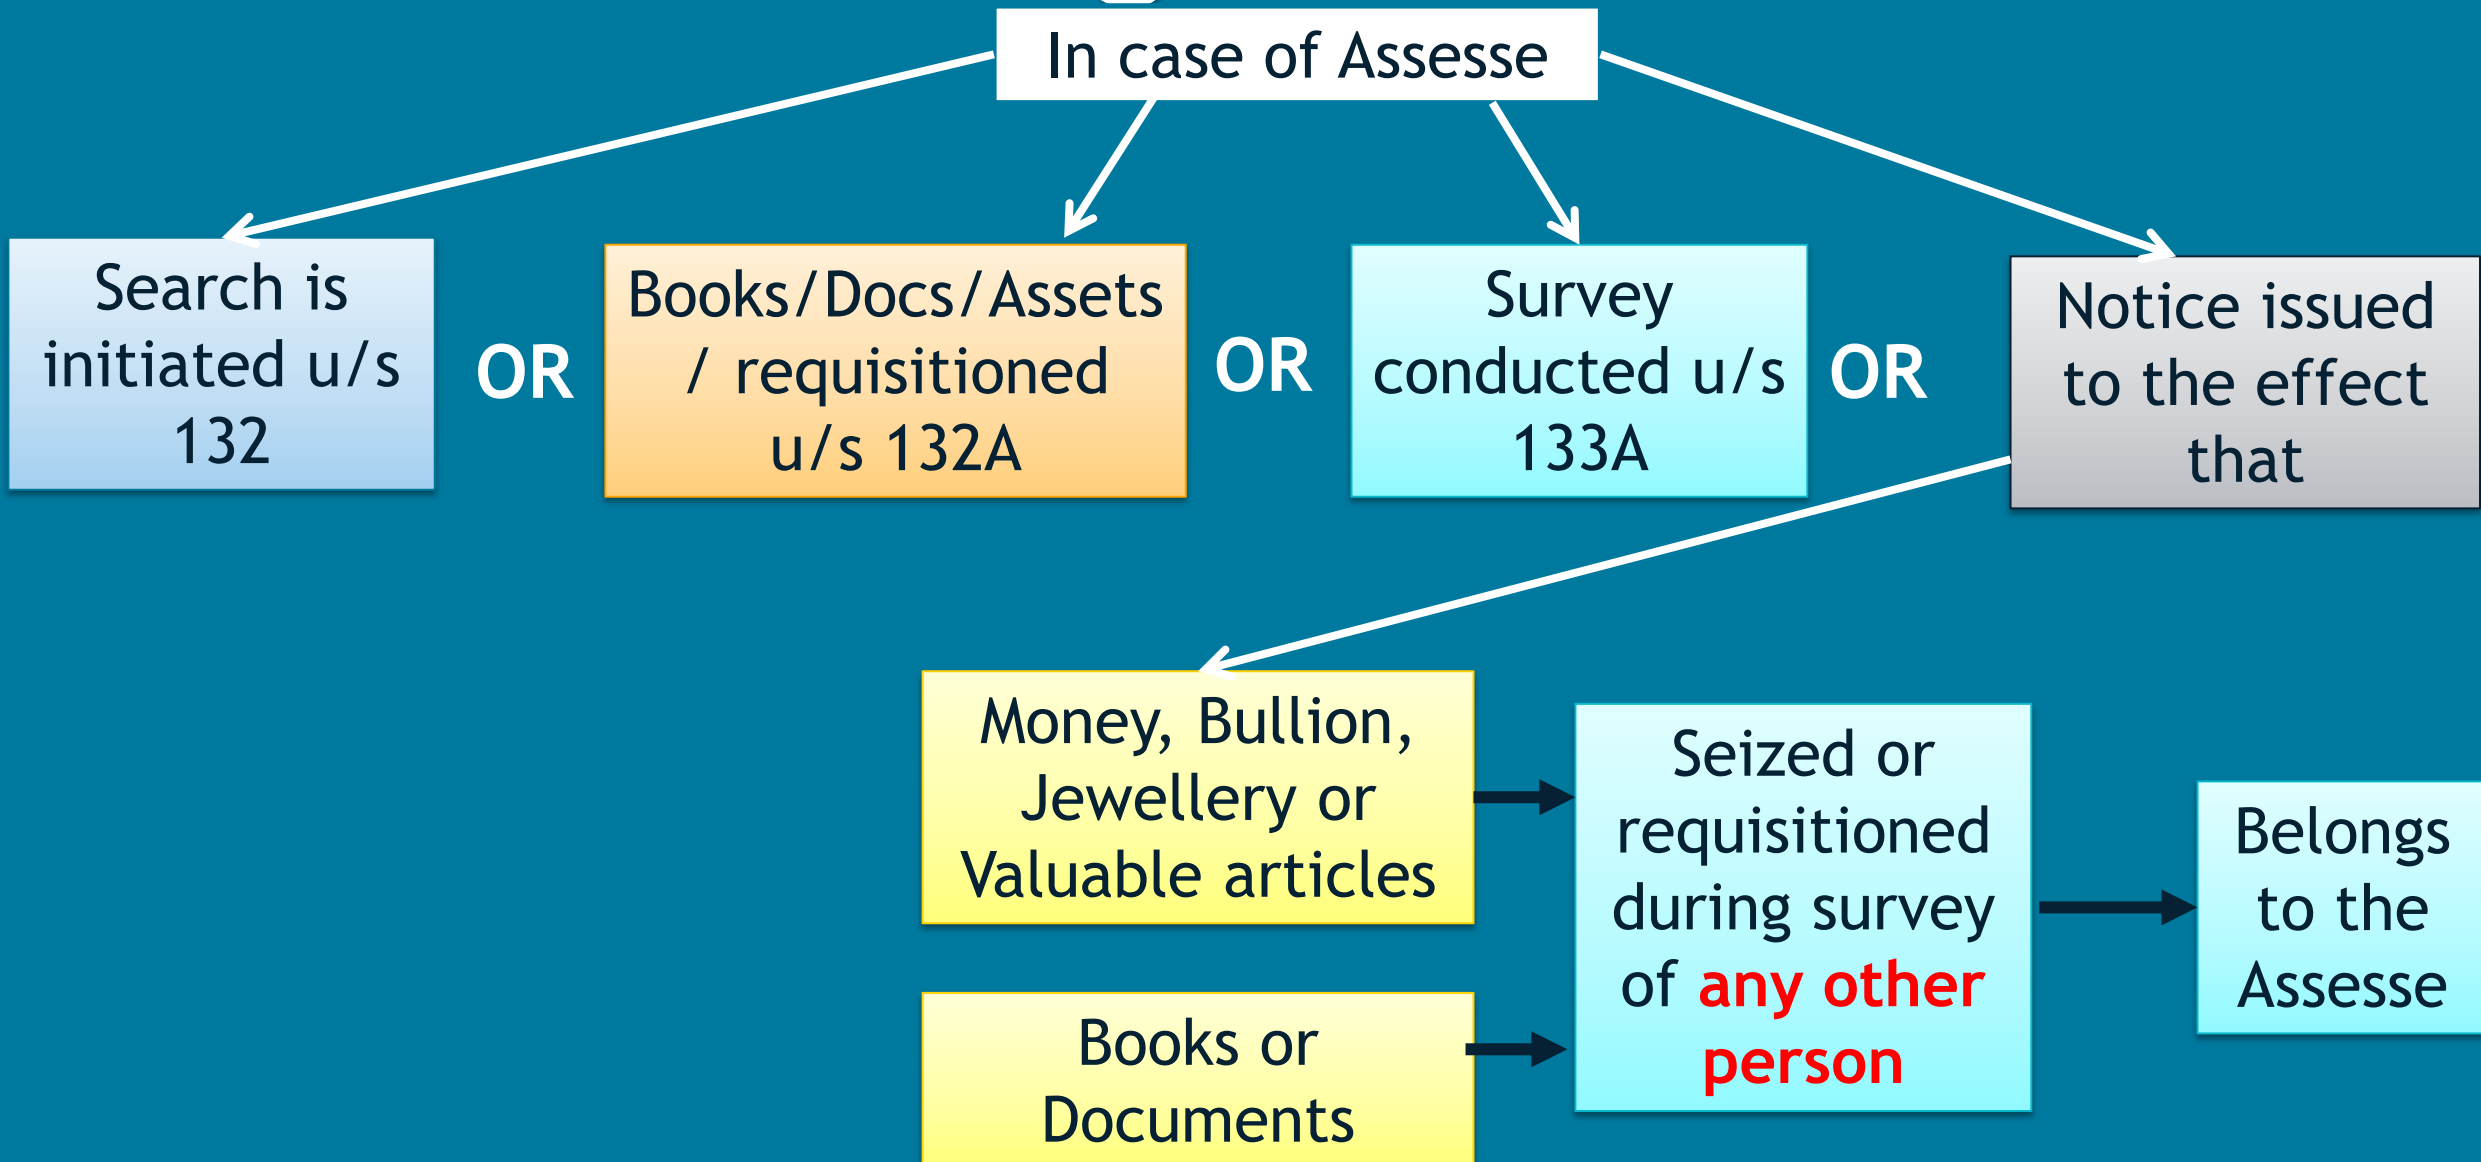 In case of Assesse
Search is
initiated u/s
132
OR
Books/Docs/Assets
/ requisitioned
u/s 132A
OR
Survey
conducted u/s
133A
OR
Notice issued
to the effect
that
Money, Bullion,
Jewellery or
Valuable articles
Books or
Documents
Seized or
requisitioned
during survey
of any other
person
Belongs
to the
Assesse